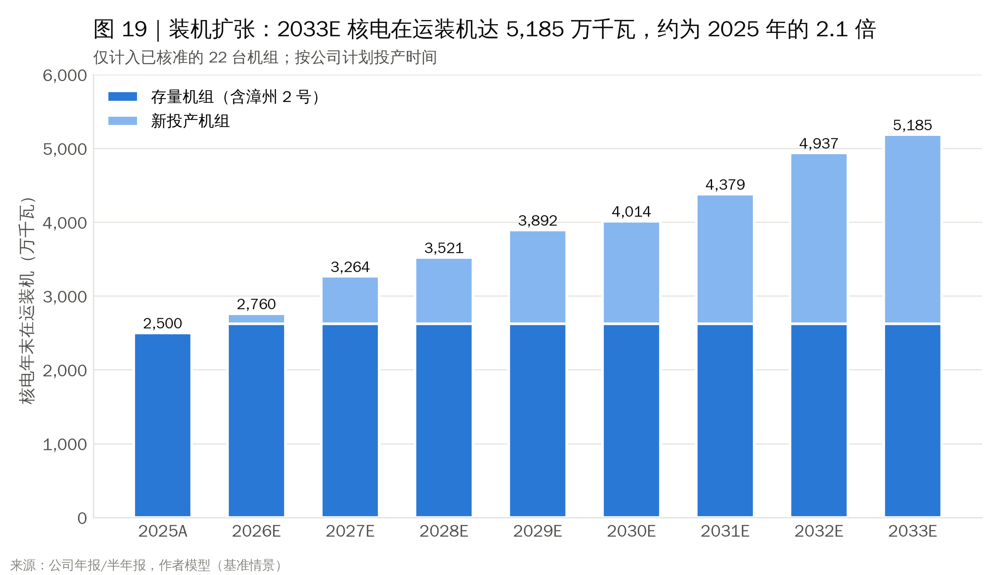 图 19｜装机扩张：2033E 核电在运装机达 5,185 万千瓦，约为 2025 年的 2.1 倍
仅计入已核准的 22 台机组；按公司计划投产时间
存量机组（含漳州 2 号）
新投产机组
核电年末在运装机（万千瓦）
6,000
5,000
4,000
3,000
2,000
1,000
0
2,500
2,760
3,264
3,521
3,892
4,014
4,379
4,937
5,185
2025A
2026E
2027E
2028E
2029E
2030E
2031E
2032E
2033E
来源：公司年报/半年报，作者模型（基准情景）